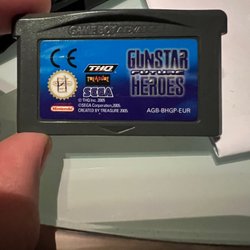 GAME BOY ADVANCE
CE
THQ
TREASURE
SEGA
GUNSTAR
FUTURE
HEROES
© THQ Inc. 2005
©SEGA Corporation, 2005.
CREATED BY TREASURE 2005
Nintendo
AGB-BHGP-EUR